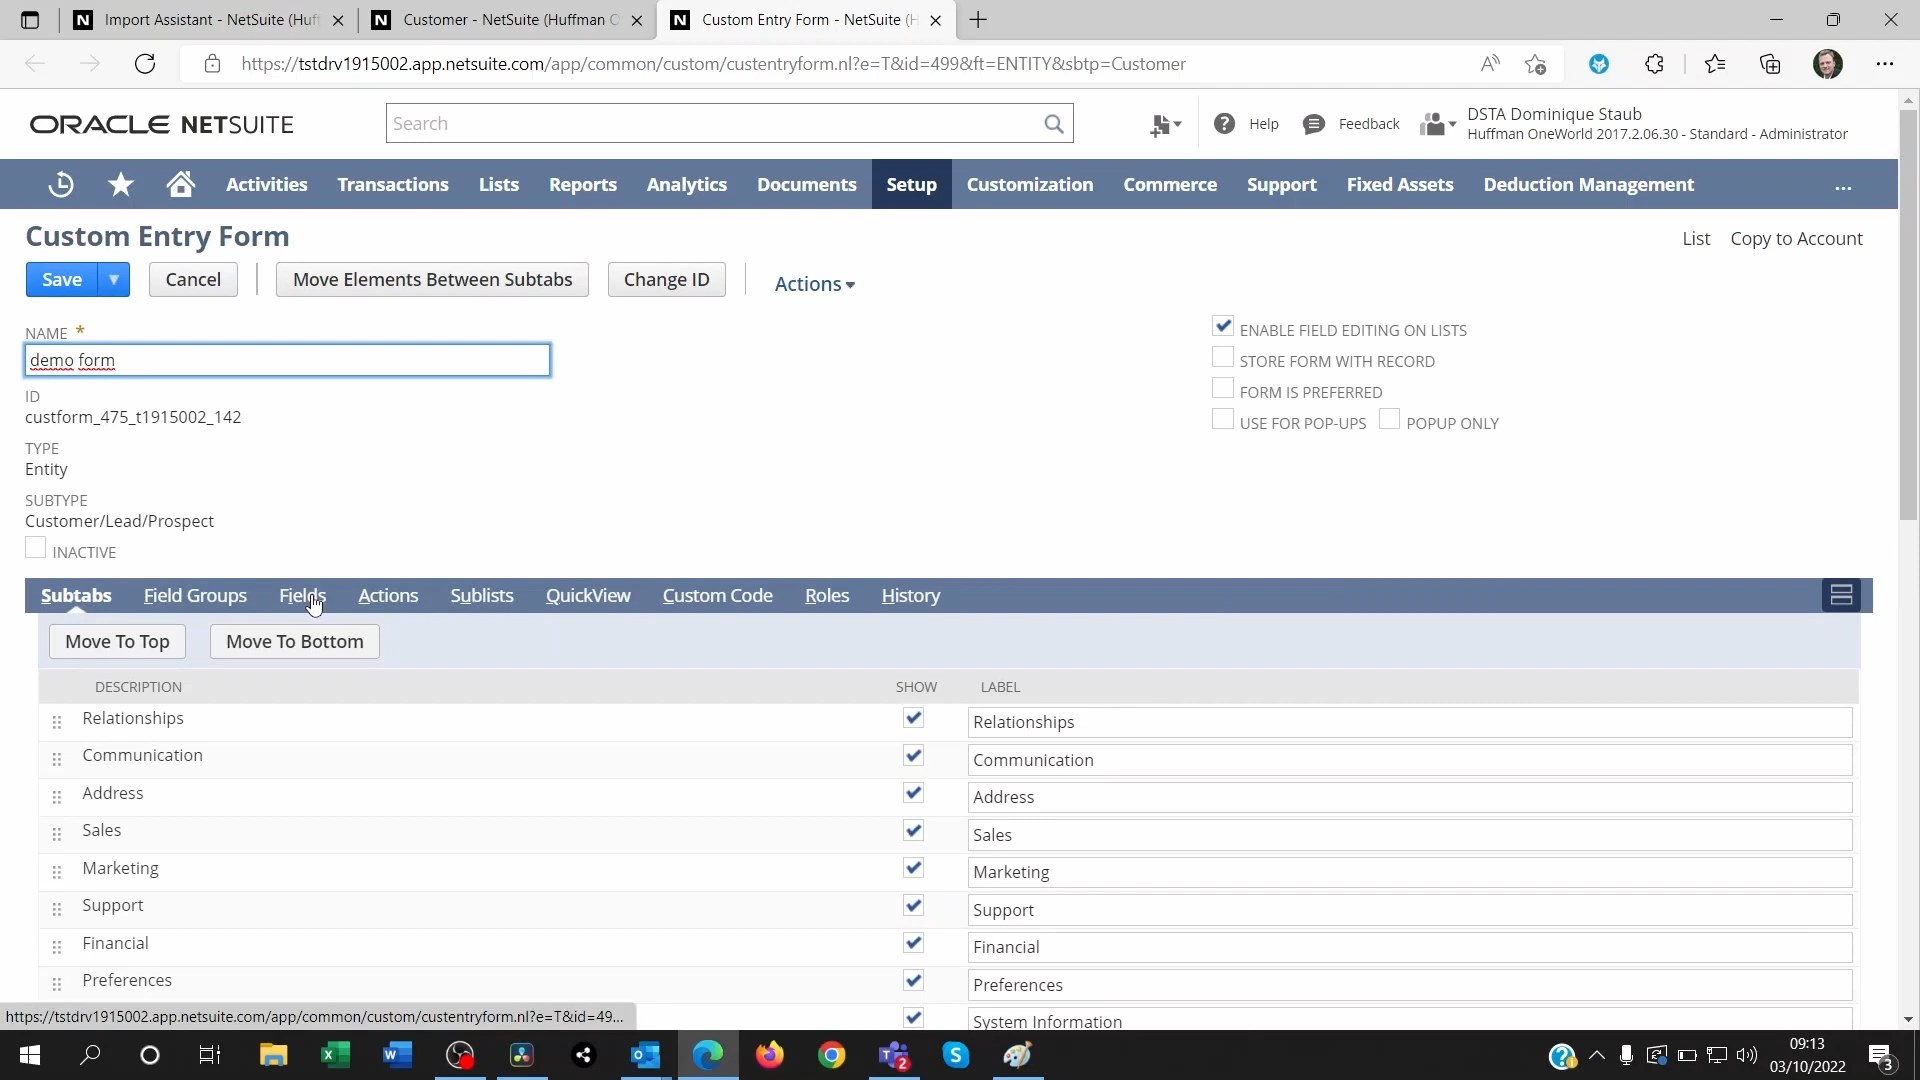 Import Assistant - NetSuite (Huff
Customer - NetSuite (Huffman O
Custom Entry Form - NetSuite (H
https://tstdrv1915002.app.netsuite.com/app/common/custom/custentryform.nl?e=T&id=499&ft=ENTITY&sbtp=Customer
ORACLE NETSUITE
Search
Help
Feedback
DSTA Dominique Staub
Huffman OneWorld 2017.2.06.30 - Standard - Administrator
Activities
Transactions
Lists
Reports
Analytics
Documents
Setup
Customization
Commerce
Support
Fixed Assets
Deduction Management
...
Custom Entry Form
List
Copy to Account
Save
Cancel
Move Elements Between Subtabs
Change ID
Actions
NAME *
demo form
ID
custform_475_t1915002_142
TYPE
Entity
SUBTYPE
Customer/Lead/Prospect
INACTIVE
ENABLE FIELD EDITING ON LISTS
STORE FORM WITH RECORD
FORM IS PREFERRED
USE FOR POP-UPS
POPUP ONLY
Subtabs
Field Groups
Fields
Actions
Sublists
QuickView
Custom Code
Roles
History
Move To Top
Move To Bottom
DESCRIPTION
SHOW
LABEL
Relationships
Relationships
Communication
Communication
Address
Address
Sales
Sales
Marketing
Marketing
Support
Support
Financial
Financial
Preferences
Preferences
System Information
https://tstdrv1915002.app.netsuite.com/app/common/custom/custentryform.nl?e=T&id=49...
09:13
03/10/2022
2
3